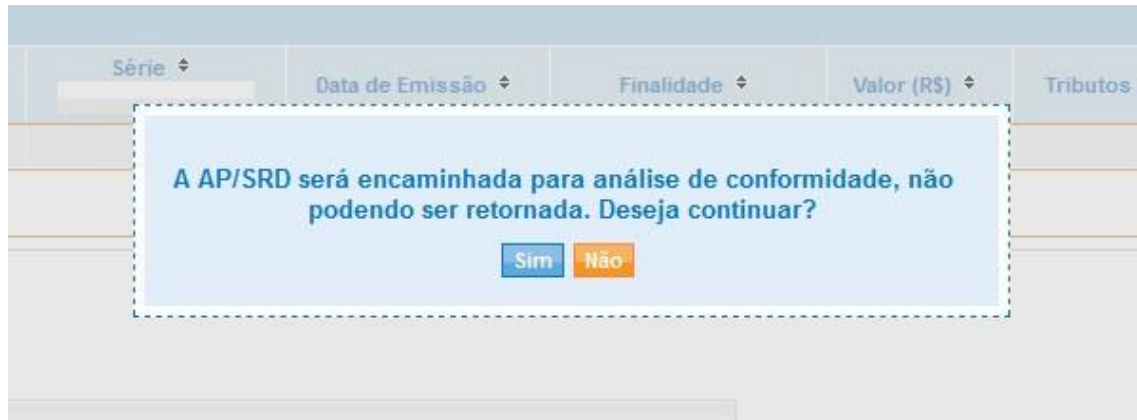 Série
Data de Emissão
Finalidade
Valor (R$)
Tributos
A AP/SRD será encaminhada para análise de conformidade, não
podendo ser retornada. Deseja continuar?
Sim
Não